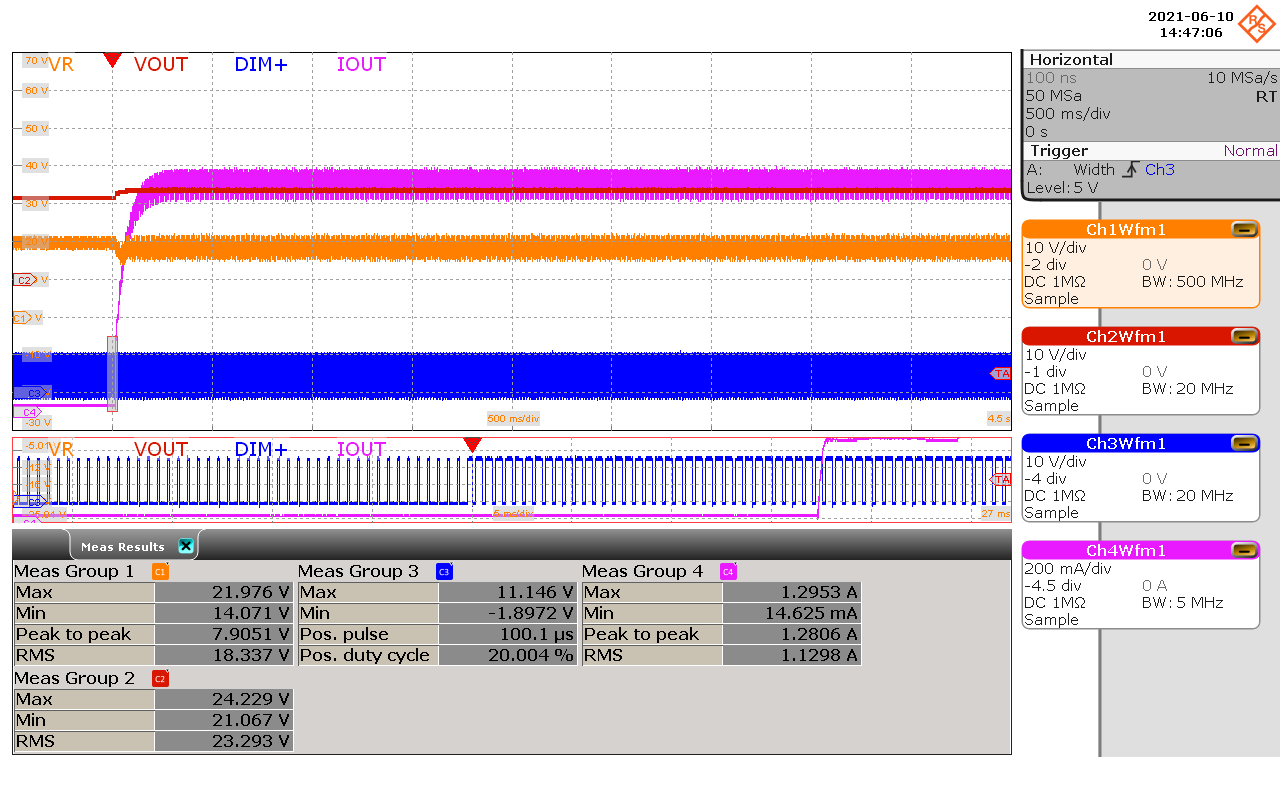 2021-06-10
14:47:06
70 V
VR
VOUT
DIM+
IOUT
60 V
50 V
40 V
30 V
20 V
C2
V
C1
V
C3
C4
-30 V
500 ms/div
4.5 s
TA
-5.01
VR
VOUT
DIM+
IOUT
TA
5 ms/div
27 ms
Horizontal
100 ns
10 MSa/s
50 MSa
RT
500 ms/div
0 s
Trigger
Normal
A:
Width
Ch3
Level: 5 V
Ch1Wfm1
10 V/div
-2 div
0 V
DC 1MΩ
BW: 500 MHz
Sample
Ch2Wfm1
10 V/div
-1 div
0 V
DC 1MΩ
BW: 20 MHz
Sample
Ch3Wfm1
10 V/div
-4 div
0 V
DC 1MΩ
BW: 20 MHz
Sample
Ch4Wfm1
200 mA/div
-4.5 div
0 A
DC 1MΩ
BW: 5 MHz
Sample
Meas Results
Meas Group 1 C1
Max 21.976 V
Min 14.071 V
Peak to peak 7.9051 V
RMS 18.337 V
Meas Group 3 C3
Max 11.146 V
Min -1.8972 V
Pos. pulse 100.1 µs
Pos. duty cycle 20.004 %
Meas Group 4 C4
Max 1.2953 A
Min 14.625 mA
Peak to peak 1.2806 A
RMS 1.1298 A
Meas Group 2 C2
Max 24.229 V
Min 21.067 V
RMS 23.293 V